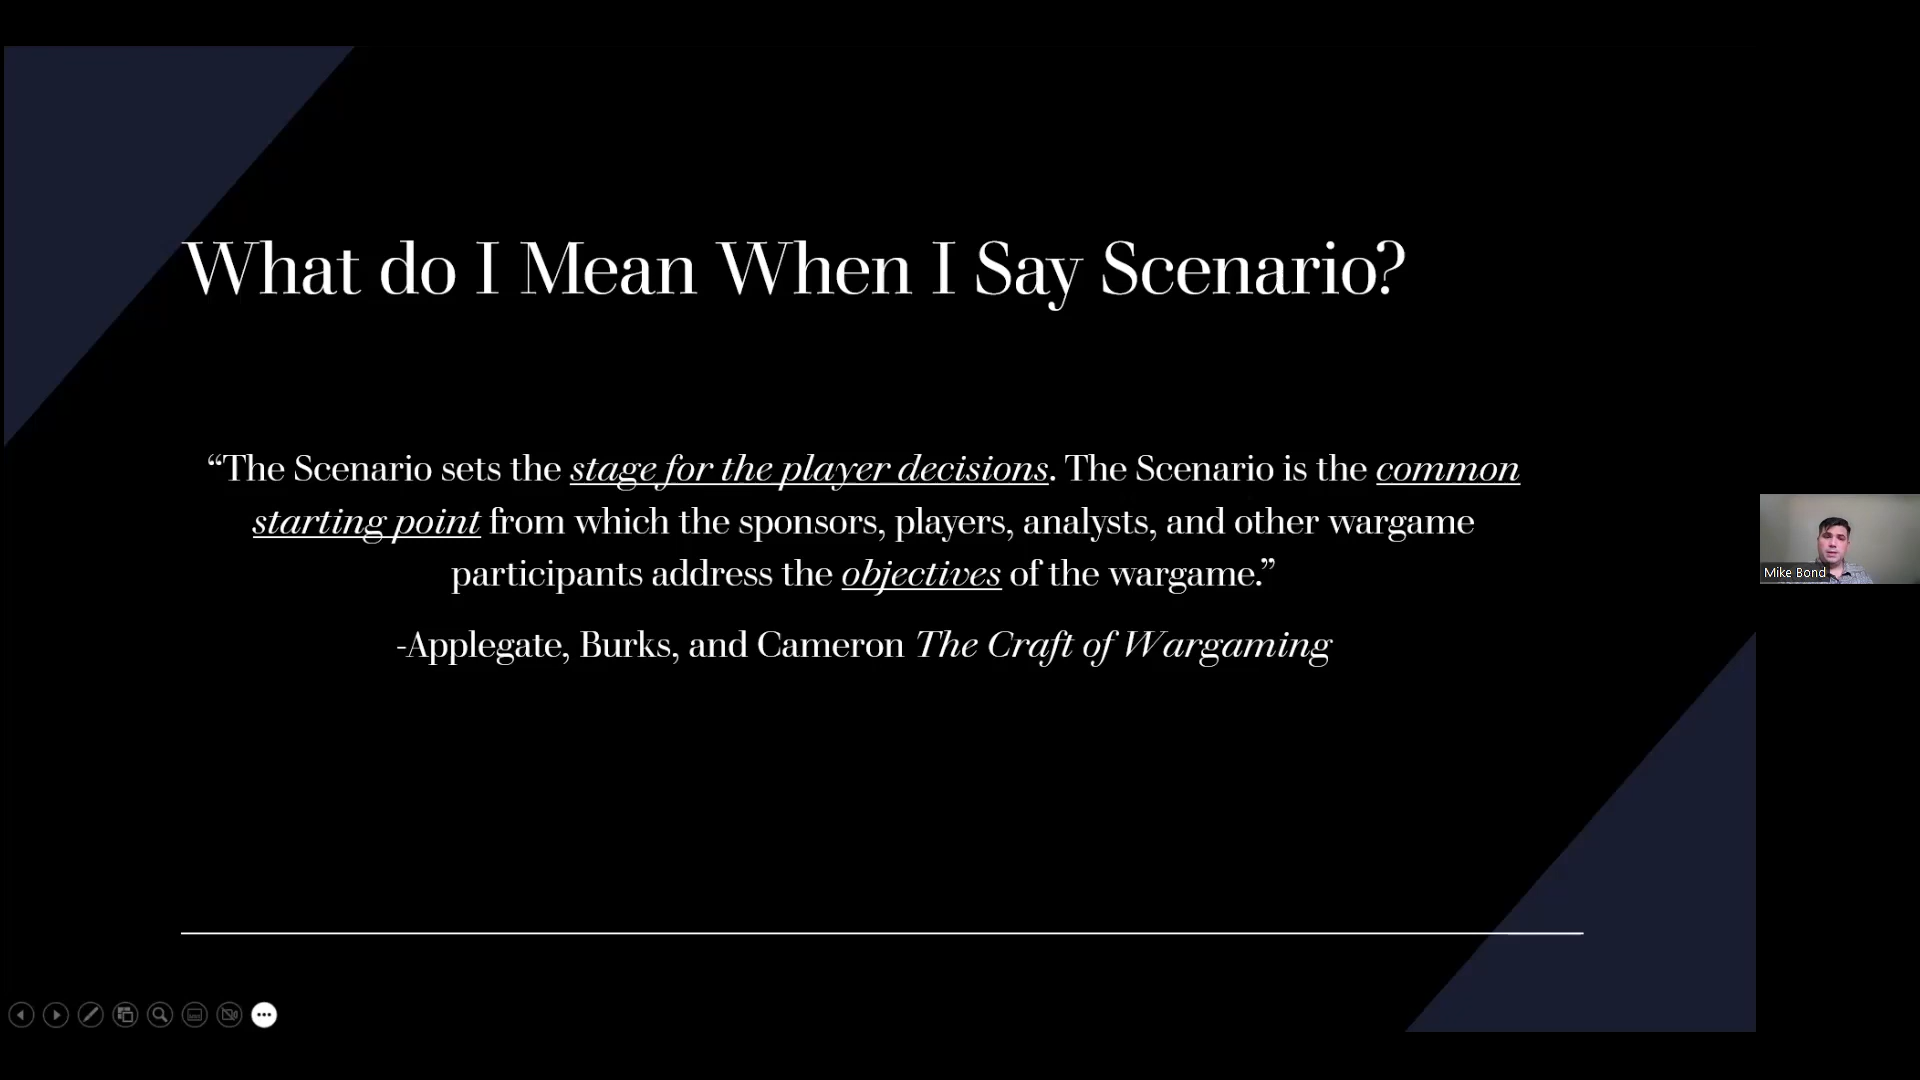 What do I Mean When I Say Scenario?
“The Scenario sets the stage for the player decisions. The Scenario is the common
starting point from which the sponsors, players, analysts, and other wargame
participants address the objectives of the wargame.”
-Applegate, Burks, and Cameron The Craft of Wargaming
Mike Bond